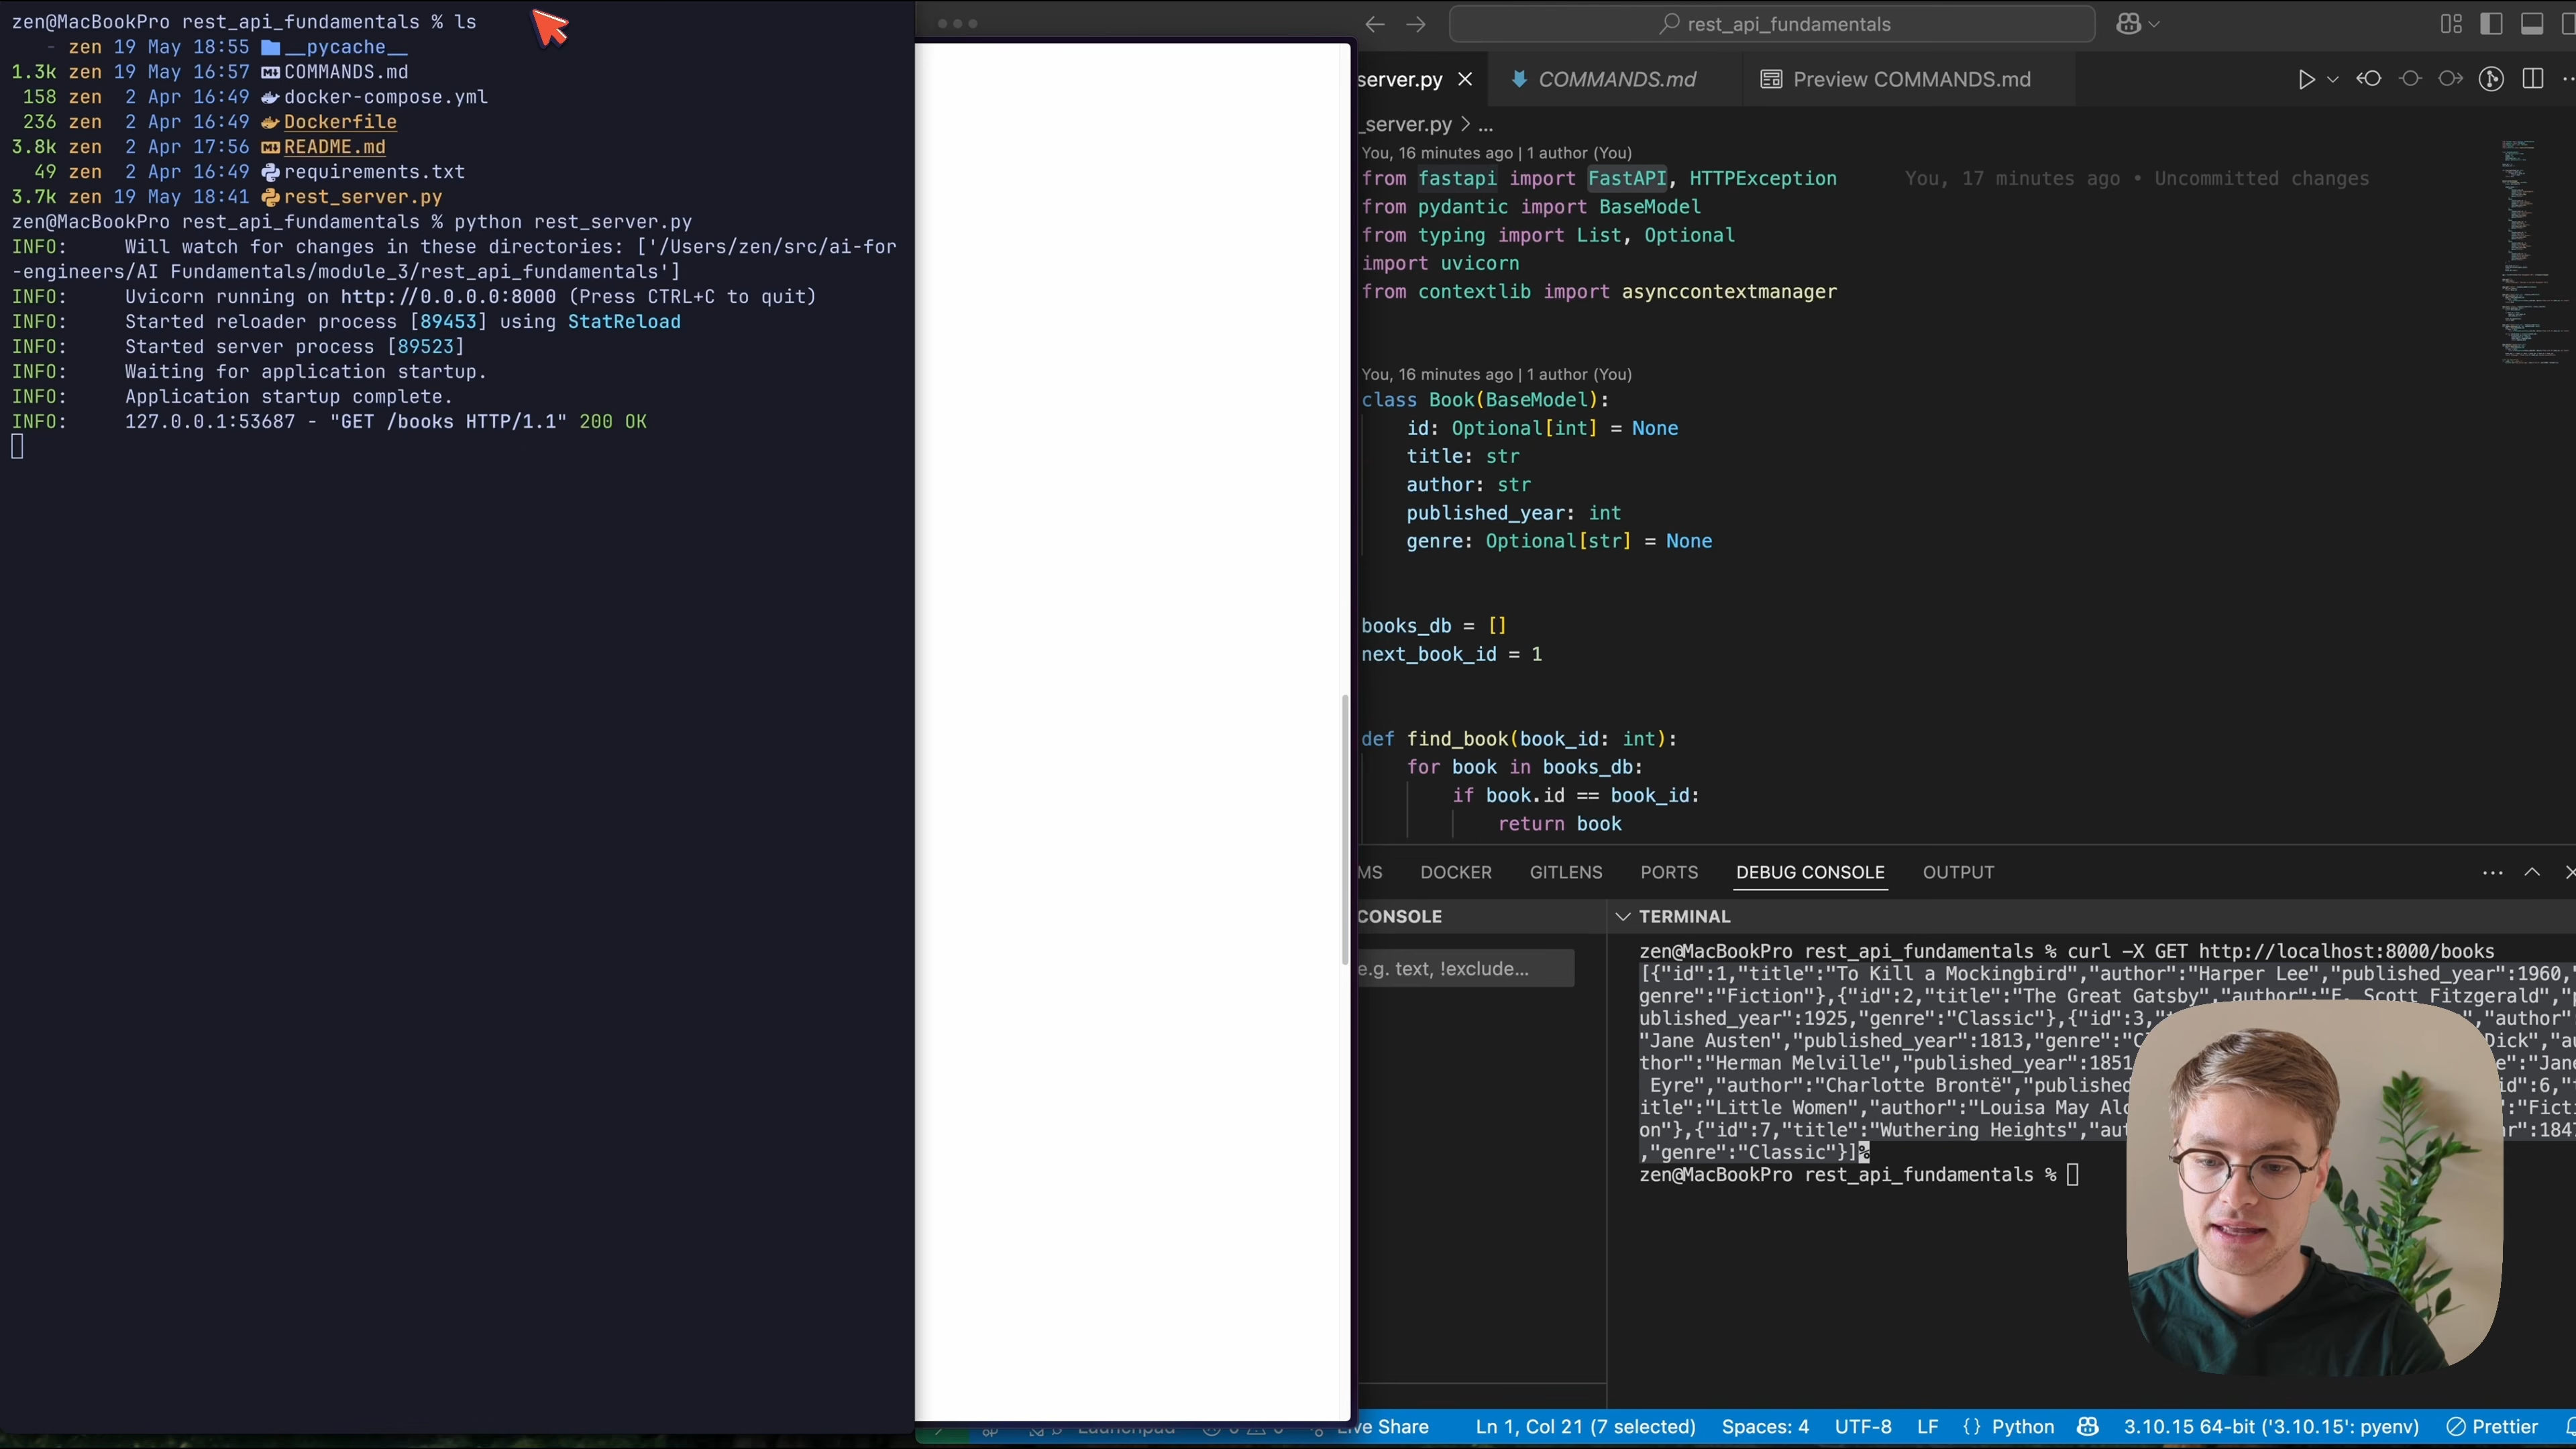 zen@MacBookPro rest_api_fundamentals % ls
- zen 19 May 18:55 __pycache__
1.3k zen 19 May 16:57 COMMANDS.md
158 zen 2 Apr 16:49 docker-compose.yml
236 zen 2 Apr 16:49 Dockerfile
3.8k zen 2 Apr 17:56 README.md
49 zen 2 Apr 16:49 requirements.txt
3.7k zen 19 May 18:41 rest_server.py
zen@MacBookPro rest_api_fundamentals % python rest_server.py
INFO: Will watch for changes in these directories: ['/Users/zen/src/ai-for
-engineers/AI Fundamentals/module_3/rest_api_fundamentals']
INFO: Uvicorn running on http://0.0.0.0:8000 (Press CTRL+C to quit)
INFO: Started reloader process [89453] using StatReload
INFO: Started server process [89523]
INFO: Waiting for application startup.
INFO: Application startup complete.
INFO: 127.0.0.1:53687 - "GET /books HTTP/1.1" 200 OK
rest_api_fundamentals
server.py COMMANDS.md Preview COMMANDS.md
_server.py > ...
You, 16 minutes ago | 1 author (You)
from fastapi import FastAPI, HTTPException You, 17 minutes ago • Uncommitted changes
from pydantic import BaseModel
from typing import List, Optional
import uvicorn
from contextlib import asynccontextmanager
You, 16 minutes ago | 1 author (You)
class Book(BaseModel):
id: Optional[int] = None
title: str
author: str
published_year: int
genre: Optional[str] = None
books_db = []
next_book_id = 1
def find_book(book_id: int):
for book in books_db:
if book.id == book_id:
return book
MS DOCKER GITLENS PORTS DEBUG CONSOLE OUTPUT
CONSOLE
e.g. text, !exclude...
TERMINAL
zen@MacBookPro rest_api_fundamentals % curl -X GET http://localhost:8000/books
[{"id":1,"title":"To Kill a Mockingbird","author":"Harper Lee","published_year":1960,"
genre":"Fiction"},{"id":2,"title":"The Great Gatsby","author":"F. Scott Fitzgerald","p
ublished_year":1925,"genre":"Classic"},{"id":3,"t ","author":
"Jane Austen","published_year":1813,"genre":"C Dick","au
thor":"Herman Melville","published_year":1851 e":"Jane
Eyre","author":"Charlotte Brontë","published id":6,"t
itle":"Little Women","author":"Louisa May Alc :"Ficti
on"},{"id":7,"title":"Wuthering Heights","aut r":1847
,"genre":"Classic"}]%
zen@MacBookPro rest_api_fundamentals %
Live Share Ln 1, Col 21 (7 selected) Spaces: 4 UTF-8 LF {} Python 3.10.15 64-bit ('3.10.15': pyenv) Prettier